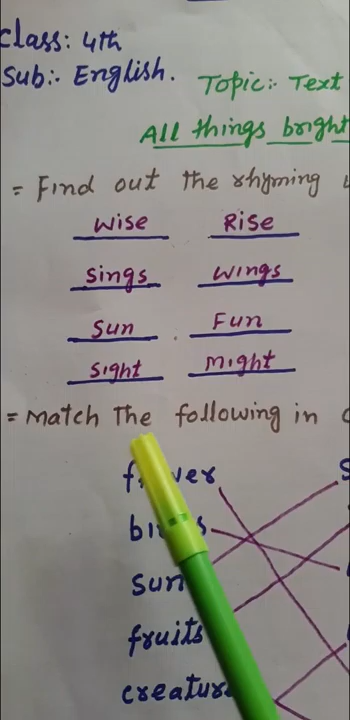 Class: 4th
Sub:- English. Topic:- Text
All things bright
= Find out the rhyming
Wise Rise
Sings Wings
Sun . Fun
Sight Might
= Match the following in
sun
fruits